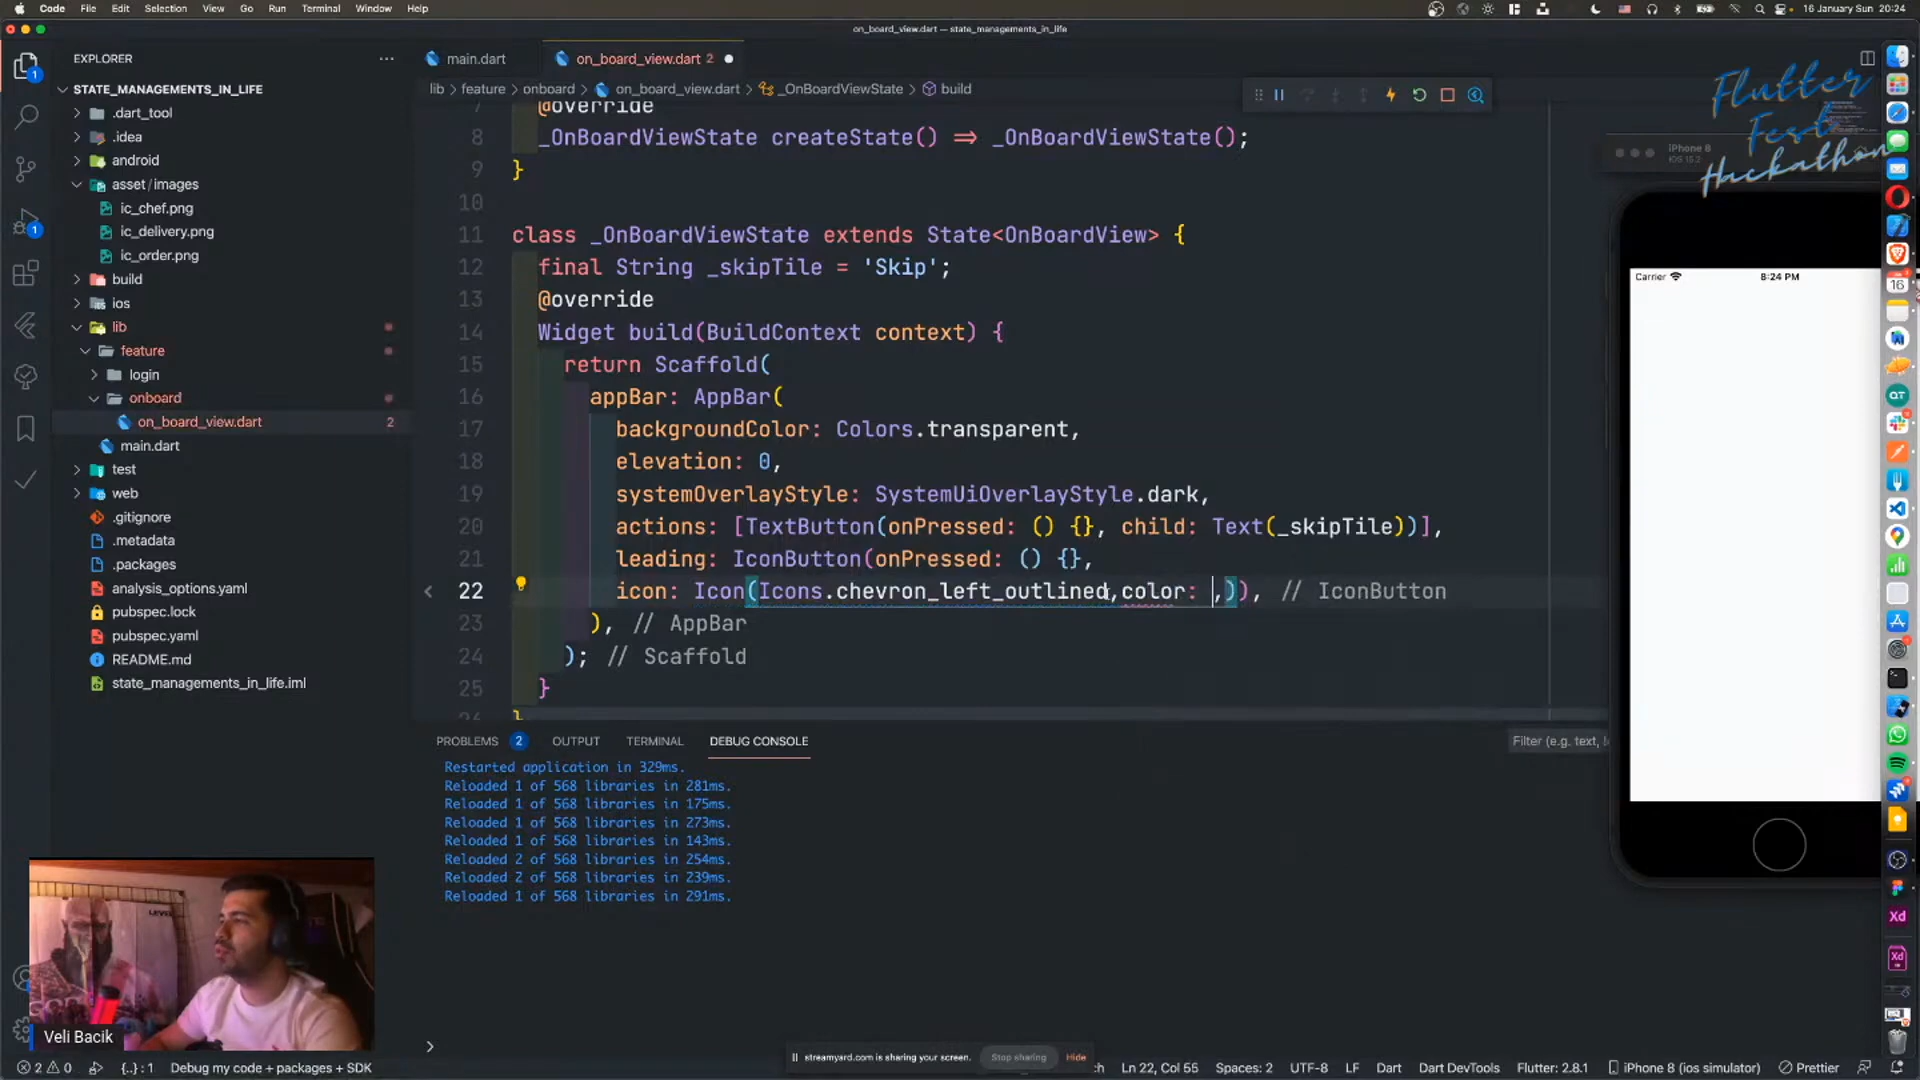 Code File Edit Selection View Go Run Terminal Window Help
16 January Sun 20:24
on_board_view.dart — state_managements_in_life
EXPLORER
main.dart
on_board_view.dart 2
STATE_MANAGEMENTS_IN_LIFE
lib > feature > onboard > on_board_view.dart > _OnBoardViewState > build
.dart_tool
.idea
android
asset/images
ic_chef.png
ic_delivery.png
ic_order.png
build
ios
lib
feature
login
onboard
on_board_view.dart 2
main.dart
test
web
.gitignore
.metadata
.packages
analysis_options.yaml
pubspec.lock
pubspec.yaml
README.md
state_managements_in_life.iml
7 @override
8 _OnBoardViewState createState() => _OnBoardViewState();
9 }
10
11 class _OnBoardViewState extends State<OnBoardView> {
12 final String _skipTile = 'Skip';
13 @override
14 Widget build(BuildContext context) {
15 return Scaffold(
16 appBar: AppBar(
17 backgroundColor: Colors.transparent,
18 elevation: 0,
19 systemOverlayStyle: SystemUiOverlayStyle.dark,
20 actions: [TextButton(onPressed: () {}, child: Text(_skipTile))],
21 leading: IconButton(onPressed: () {},
22 icon: Icon(Icons.chevron_left_outlined,color: ,)), // IconButton
23 ), // AppBar
24 ); // Scaffold
25 }
26 }
Flutter
Fest
Hackathon
iPhone 8
iOS 15.2
Carrier 8:24 PM
PROBLEMS 2 OUTPUT TERMINAL DEBUG CONSOLE
Filter (e.g. text, !
Restarted application in 329ms.
Reloaded 1 of 568 libraries in 281ms.
Reloaded 1 of 568 libraries in 175ms.
Reloaded 1 of 568 libraries in 273ms.
Reloaded 1 of 568 libraries in 143ms.
Reloaded 2 of 568 libraries in 254ms.
Reloaded 2 of 568 libraries in 239ms.
Reloaded 1 of 568 libraries in 291ms.
Veli Bacik
streamyard.com is sharing your screen. Stop sharing Hide
2 0 {..}: 1 Debug my code + packages + SDK
Ln 22, Col 55 Spaces: 2 UTF-8 LF Dart Dart DevTools Flutter: 2.8.1 iPhone 8 (ios simulator) Prettier